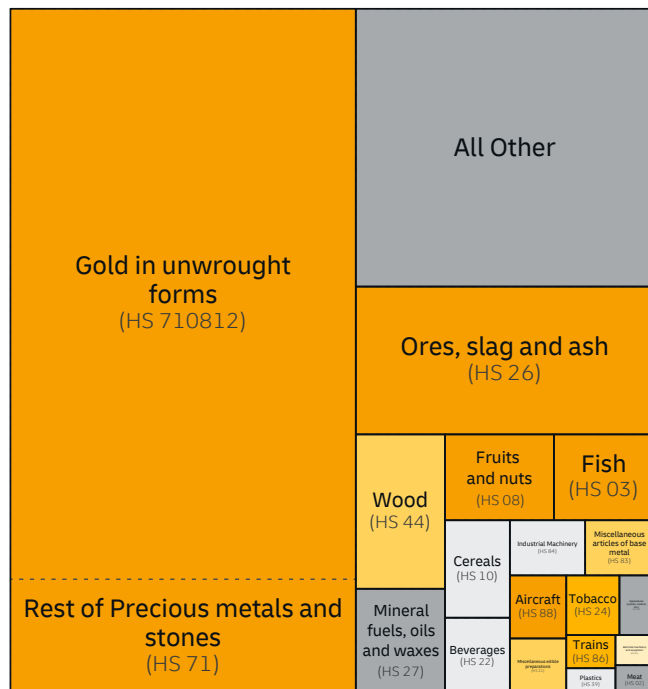 All Other
Gold in unwrought
forms
(HS 710812)
Ores, slag and ash
(HS 26)
Wood
(HS 44)
Fruits
and nuts
(HS 08)
Fish
(HS 03)
Cereals
(HS 10)
Industrial Machinery
(HS 84)
Miscellaneous
articles of base
metal
(HS 83)
Rest of Precious metals and
stones
(HS 71)
Mineral
fuels, oils
and waxes
(HS 27)
Beverages
(HS 22)
Aircraft
(HS 88)
Tobacco
(HS 24)
Miscellaneous edible
preparations
Trains
(HS 86)
Plastics
(HS 39)
Meat
(HS 02)